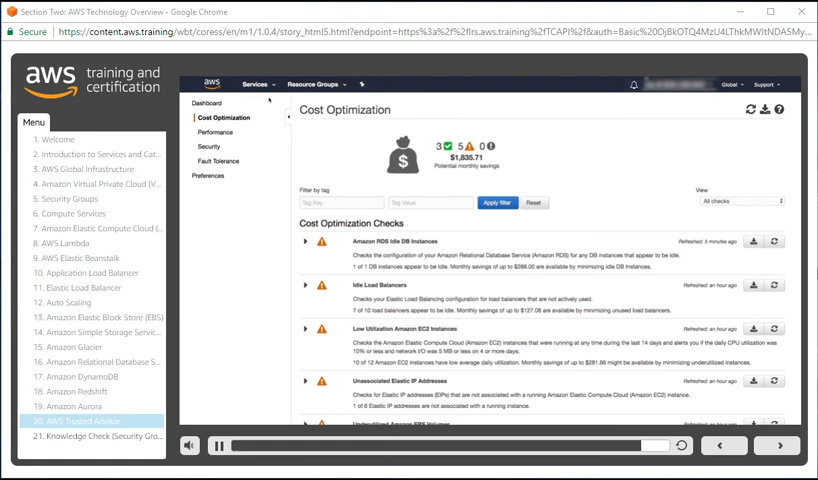 Section Two: AWS Technology Overview - Google Chrome
Secure https://content.aws.training/wbt/coress/en/m1/1.0.4/story_html5.html?endpoint=https%3a%2f%2flrs.aws.training%2fTCAPI%2f&auth=Basic%20OjBkOTQ4MzU4LThkMWItNDA5My...
aws training and certification
Menu
1. Welcome
2. Introduction to Services and Cat...
3. AWS Global Infrastructure
4. Amazon Virtual Private Cloud (V...
5. Security Groups
6. Compute Services
7. Amazon Elastic Compute Cloud (...
8. AWS Lambda
9. AWS Elastic Beanstalk
10. Application Load Balancer
11. Elastic Load Balancer
12. Auto Scaling
13. Amazon Elastic Block Store (EBS)
14. Amazon Simple Storage Servic...
15. Amazon Glacier
16. Amazon Relational Database S...
17. Amazon DynamoDB
18. Amazon Redshift
19. Amazon Aurora
20. AWS Trusted Advisor
21. Knowledge Check (Security Gro...
aws Services Resource Groups Global Support
Dashboard
Cost Optimization
Performance
Security
Fault Tolerance
Preferences
Cost Optimization
3 5 0
$1,835.71
Potential monthly savings
Filter by tag
Tag Key Tag Value Apply filter Reset
View
All checks
Cost Optimization Checks
Amazon RDS Idle DB Instances Refreshed: 5 minutes ago
Checks the configuration of your Amazon Relational Database Service (Amazon RDS) for any DB instances that appear to be idle.
1 of 1 DB instances appear to be idle. Monthly savings of up to $288.00 are available by minimizing idle DB Instances.
Idle Load Balancers Refreshed: an hour ago
Checks your Elastic Load Balancing configuration for load balancers that are not actively used.
7 of 10 load balancers appear to be idle. Monthly savings of up to $127.08 are available by minimizing unused load balancers.
Low Utilization Amazon EC2 Instances Refreshed: an hour ago
Checks the Amazon Elastic Compute Cloud (Amazon EC2) instances that were running at any time during the last 14 days and alerts you if the daily CPU utilization was
10% or less and network I/O was 5 MB or less on 4 or more days.
10 of 12 Amazon EC2 instances have low average daily utilization. Monthly savings of up to $281.66 might be available by minimizing underutilized instances.
Unassociated Elastic IP Addresses Refreshed: an hour ago
Checks for Elastic IP addresses (EIPs) that are not associated with a running Amazon Elastic Compute Cloud (Amazon EC2) instance.
1 of 6 Elastic IP addresses are not associated with a running instance.
Underutilized Amazon EBS Volumes